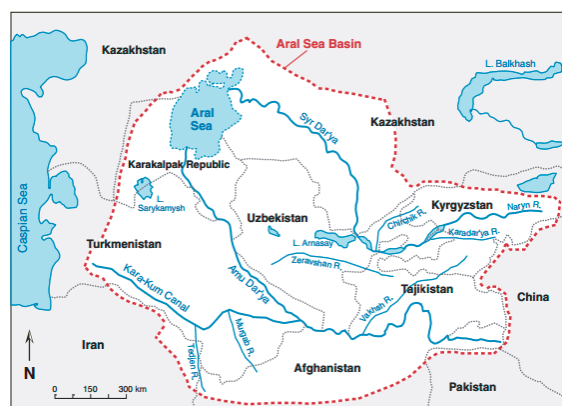 Kazakhstan
Aral Sea Basin
L. Balkhash
Aral
Sea
Syr Dar'ya
Kazakhstan
Karakalpak Republic
Caspian Sea
L.
Sarykamysh
Uzbekistan
Chirchik R.
Kyrgyzstan
Naryn R.
Karadar'ya R.
L. Arnasay
Zeravshan R.
Turkmenistan
Kara-Kum Canal
Amu Dar'ya
Vakhsh R.
Tajikistan
China
Murgab R.
Tedjen R.
Iran
Afghanistan
Pakistan
N
0 150 300 km